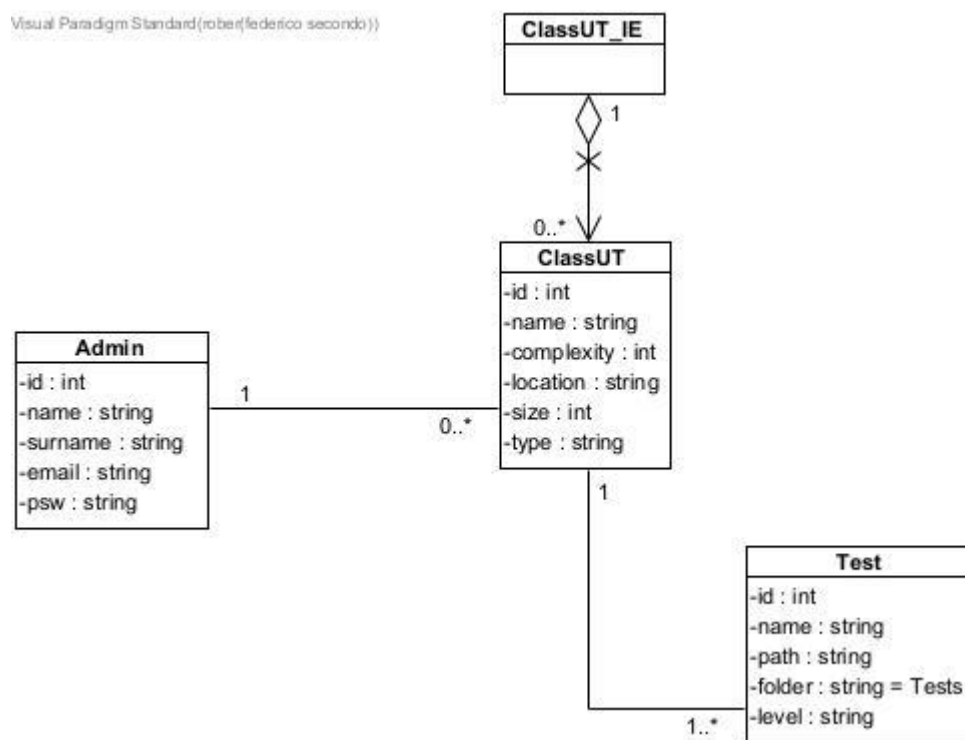 Visual Paradigm Standard(rober(federico secondo))
ClassUT_IE
1
0..*
ClassUT
-id : int
-name : string
-complexity : int
-location : string
-size : int
-type : string
Admin
-id : int
-name : string
-surname : string
-email : string
-psw : string
1
0..*
1
Test
-id : int
-name : string
-path : string
-folder : string = Tests
-level : string
1..*